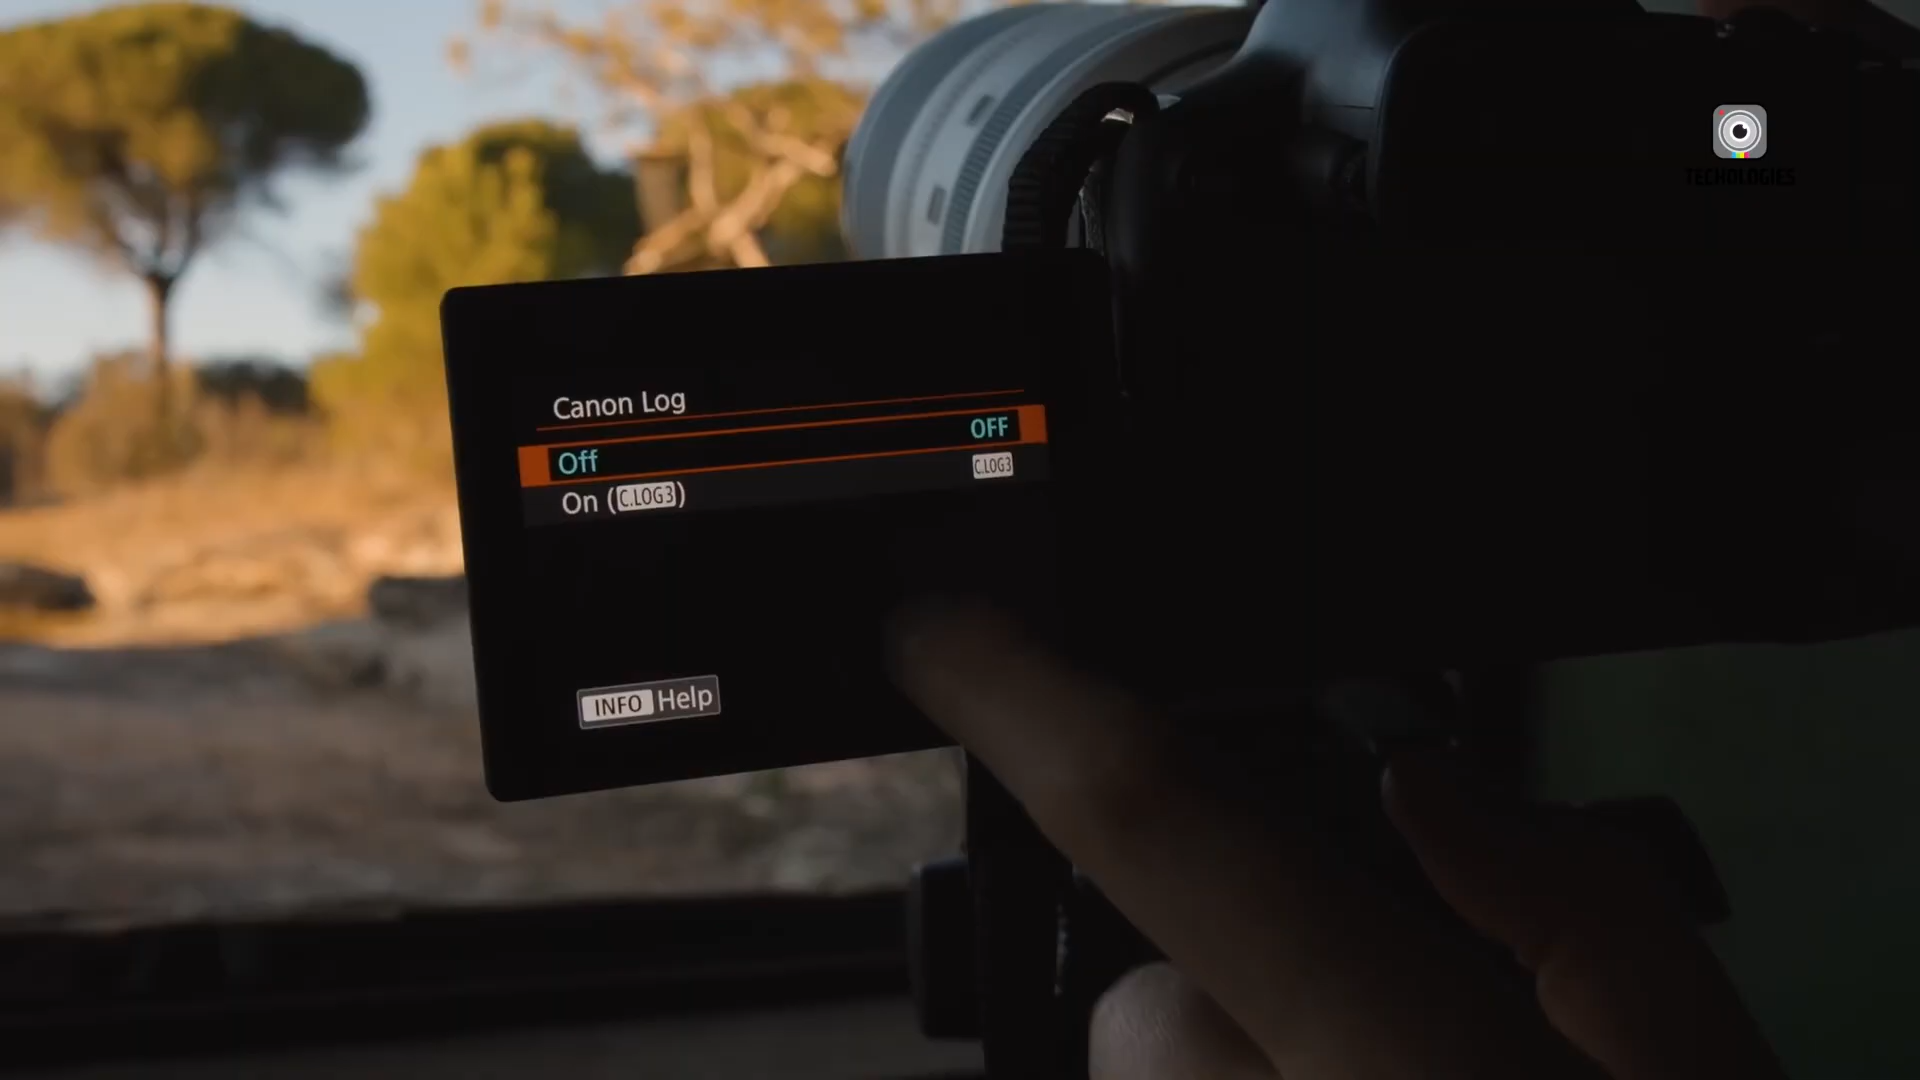 TECHOLOGIES
Canon Log
Off OFF
On (C.LOG3) C.LOG3
INFO Help